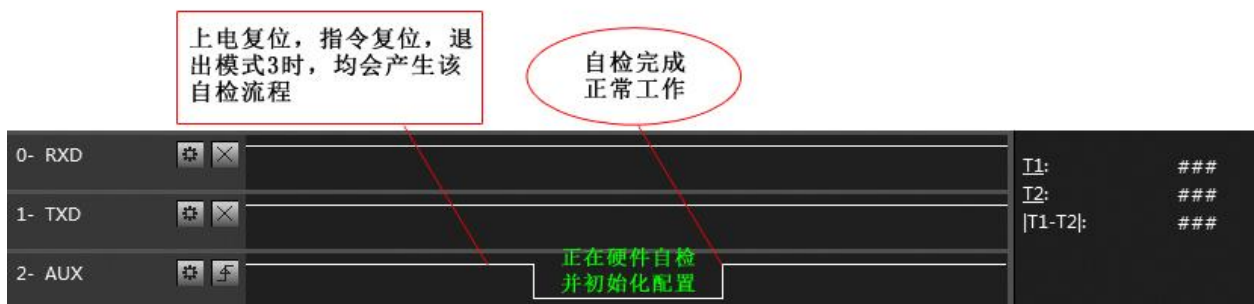 上电复位，指令复位，退
出模式3时，均会产生该
自检流程
自检完成
正常工作
0- RXD
1- TXD
2- AUX
正在硬件自检
并初始化配置
T1: ###
T2: ###
|T1-T2|: ###